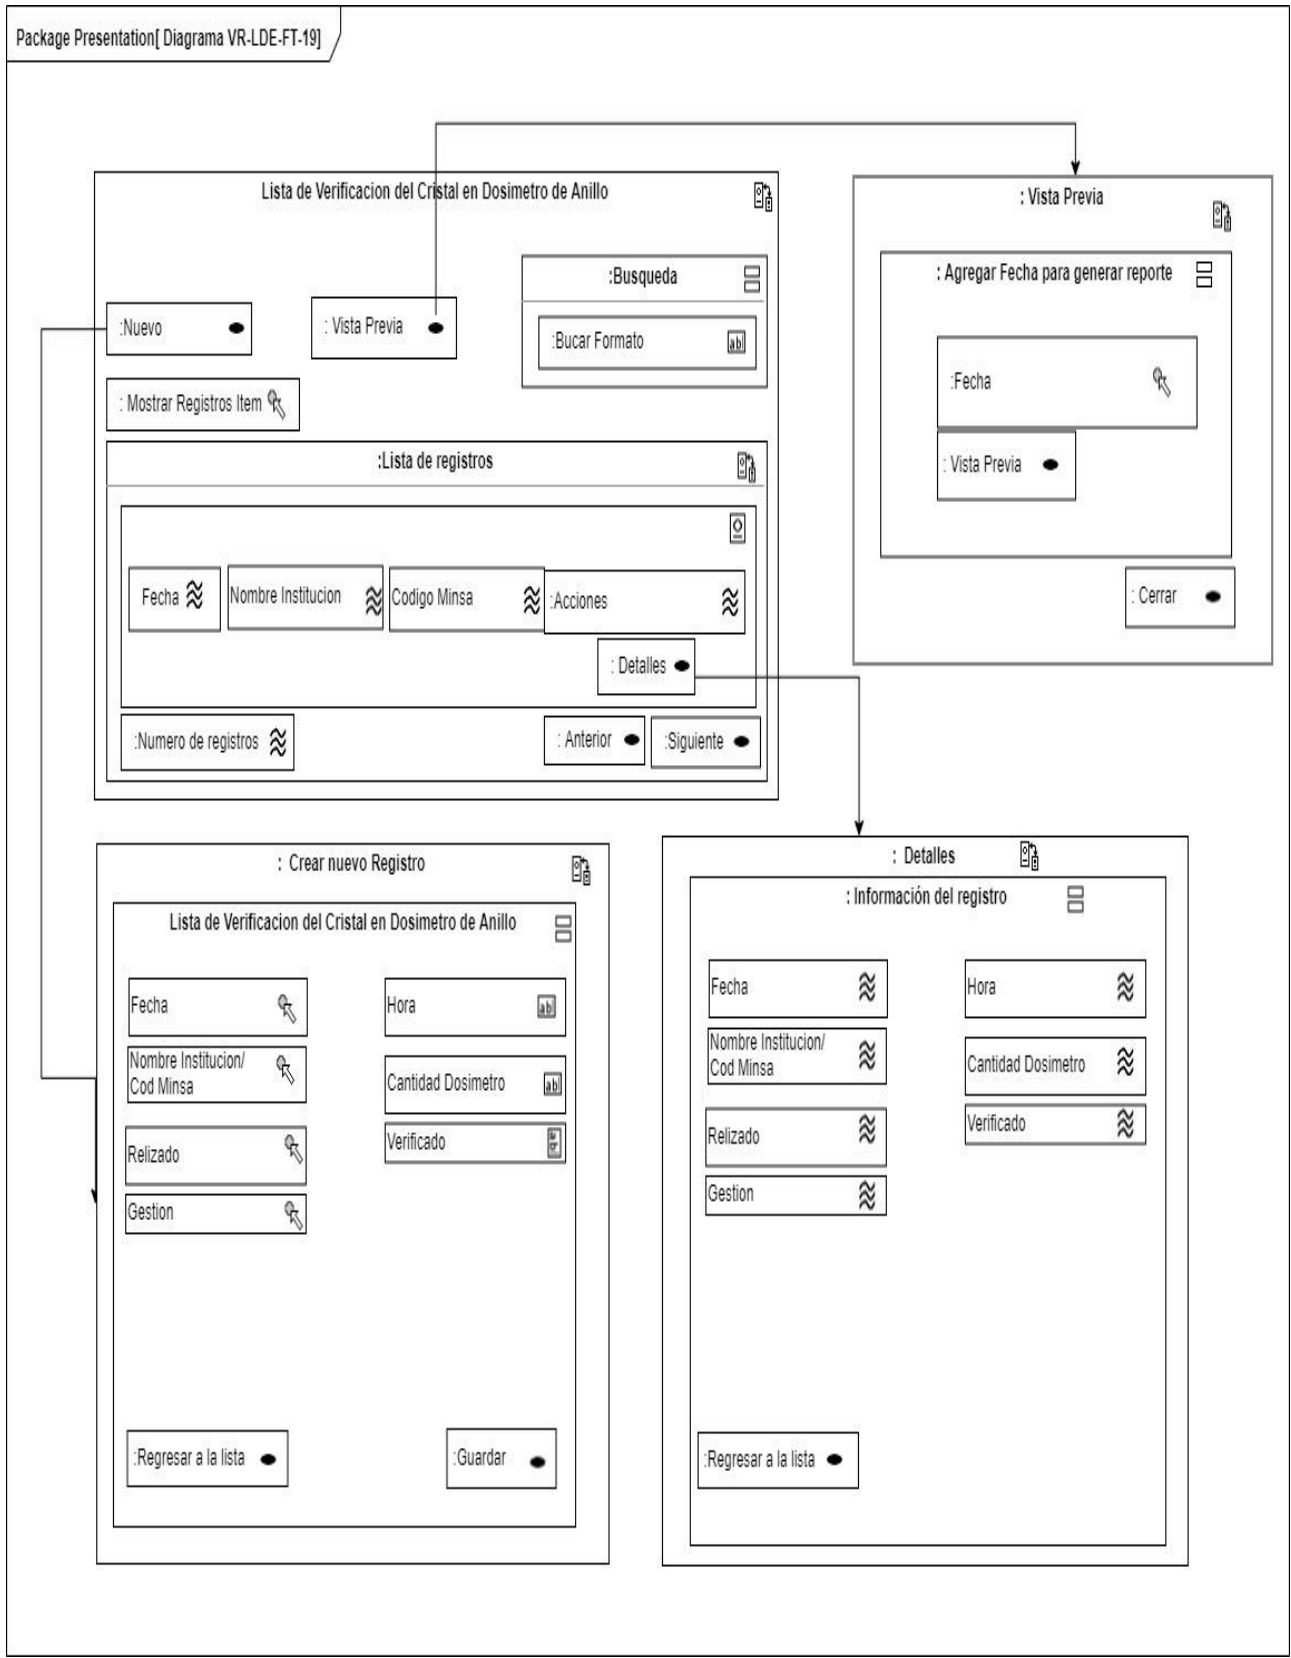 Package Presentation[ Diagrama VR-LDE-FT-19]
Lista de Verificacion del Cristal en Dosimetro de Anillo
:Nuevo
: Vista Previa
:Busqueda
:Bucar Formato
abl
: Mostrar Registros Item
:Lista de registros
Fecha
Nombre Institucion
Codigo Minsa
:Acciones
: Detalles
:Numero de registros
: Anterior
:Siguiente
: Vista Previa
: Agregar Fecha para generar reporte
:Fecha
: Vista Previa
: Cerrar
: Crear nuevo Registro
Lista de Verificacion del Cristal en Dosimetro de Anillo
Fecha
Hora
abl
Nombre Institucion/
Cod Minsa
Cantidad Dosimetro
abl
Relizado
Verificado
Gestion
:Regresar a la lista
:Guardar
: Detalles
: Información del registro
Fecha
Hora
Nombre Institucion/
Cod Minsa
Cantidad Dosimetro
Relizado
Verificado
Gestion
:Regresar a la lista